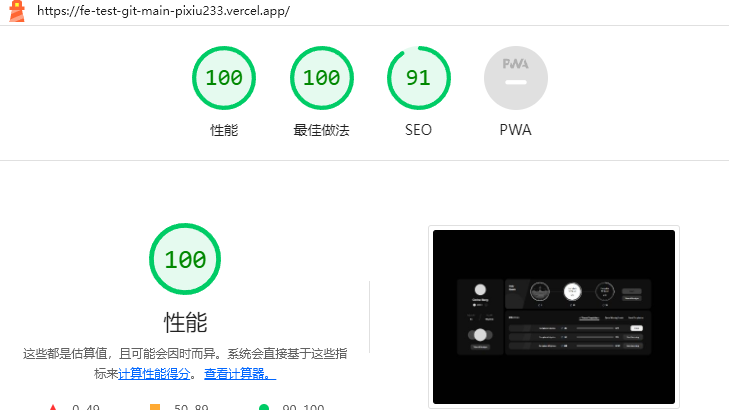 https://fe-test-git-main-pixiu233.vercel.app/
100 100 91 PWA
性能 最佳做法 SEO PWA
100
性能
这些都是估算值，且可能会因时而异。系统会直接基于这些指
标来计算性能得分。 查看计算器。
0–49 50–89 90–100